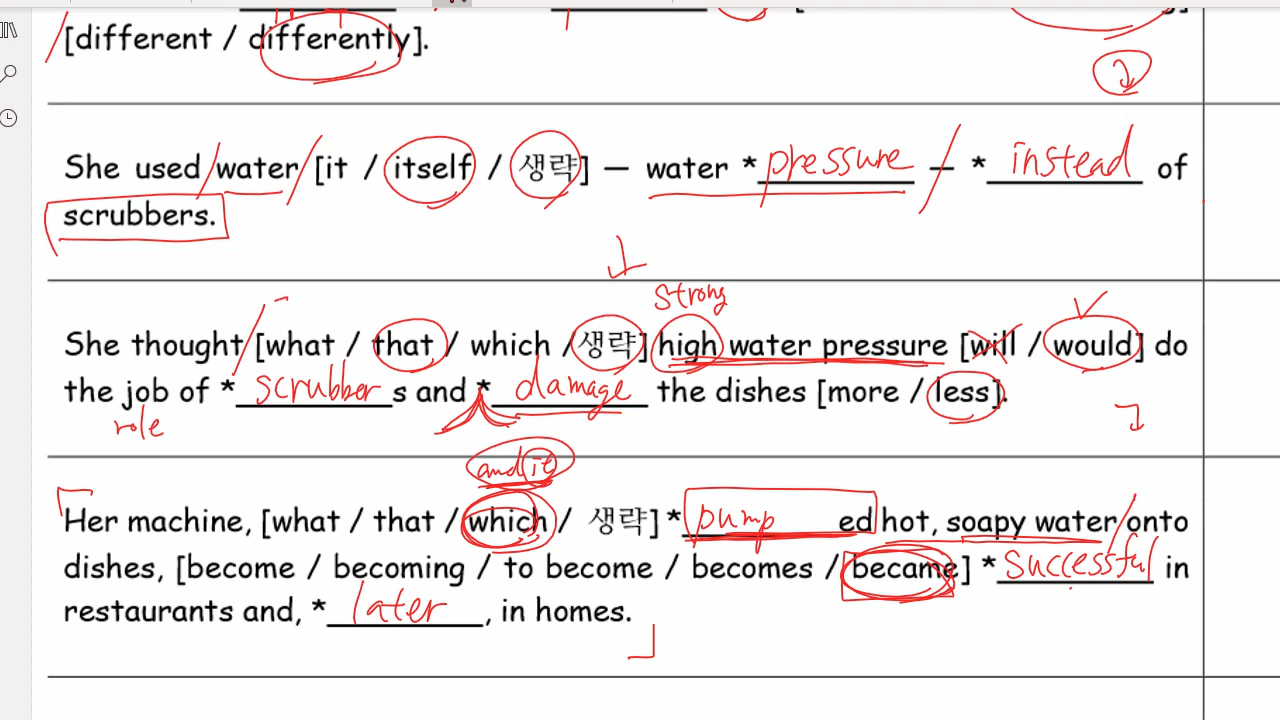 [different / differently].
She used water [it / itself / 생략] — water *pressure — *instead of
scrubbers.
strong
She thought [what / that / which / 생략] high water pressure [will / would] do
the job of *scrubbers and *damage the dishes [more / less].
role
and it
Her machine, [what / that / which / 생략] *pumped hot, soapy water onto
dishes, [become / becoming / to become / becomes / became] *successful in
restaurants and, *later, in homes.